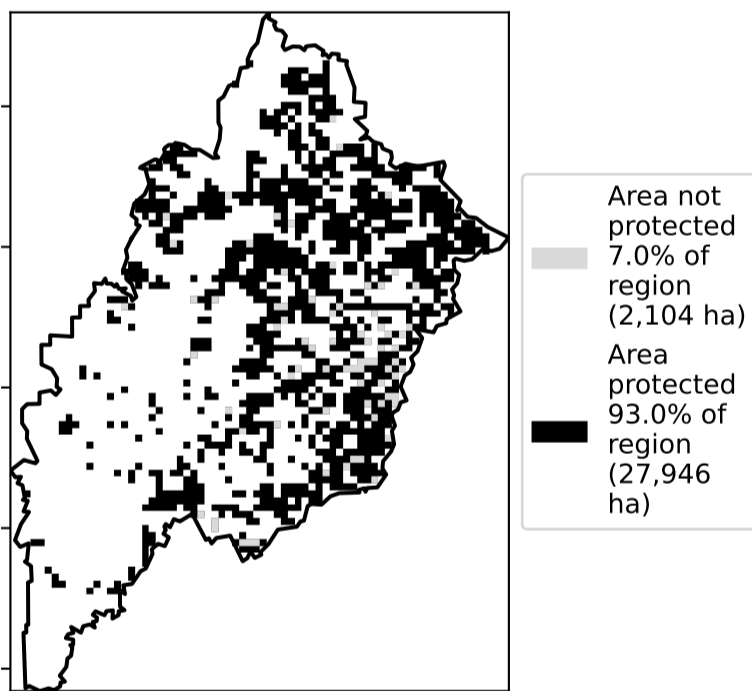 Area not
protected
7.0% of
region
(2,104 ha)
Area
protected
93.0% of
region
(27,946
ha)